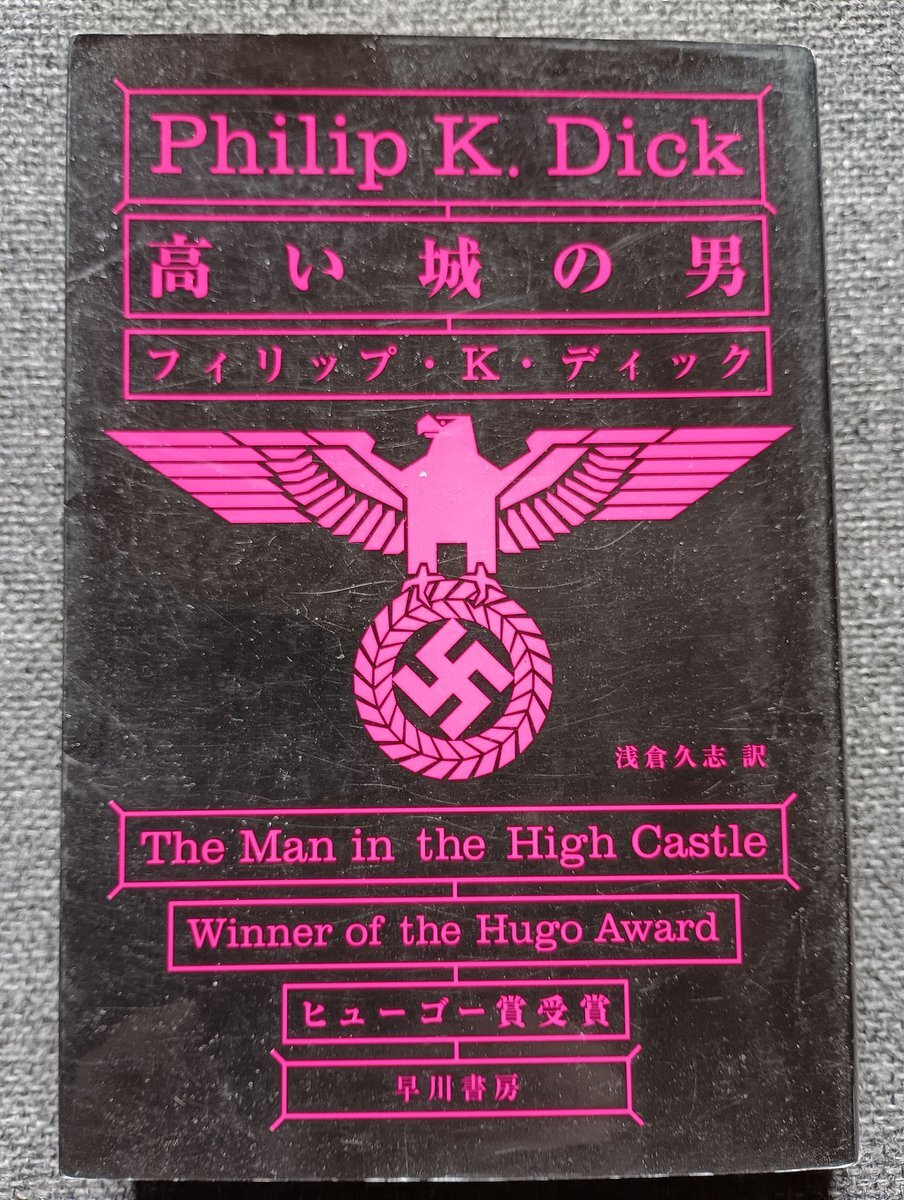 Philip K. Dick
高い城の男
フィリップ・K・ディック
浅倉久志 訳
The Man in the High Castle
Winner of the Hugo Award
ヒューゴー賞受賞
早川書房